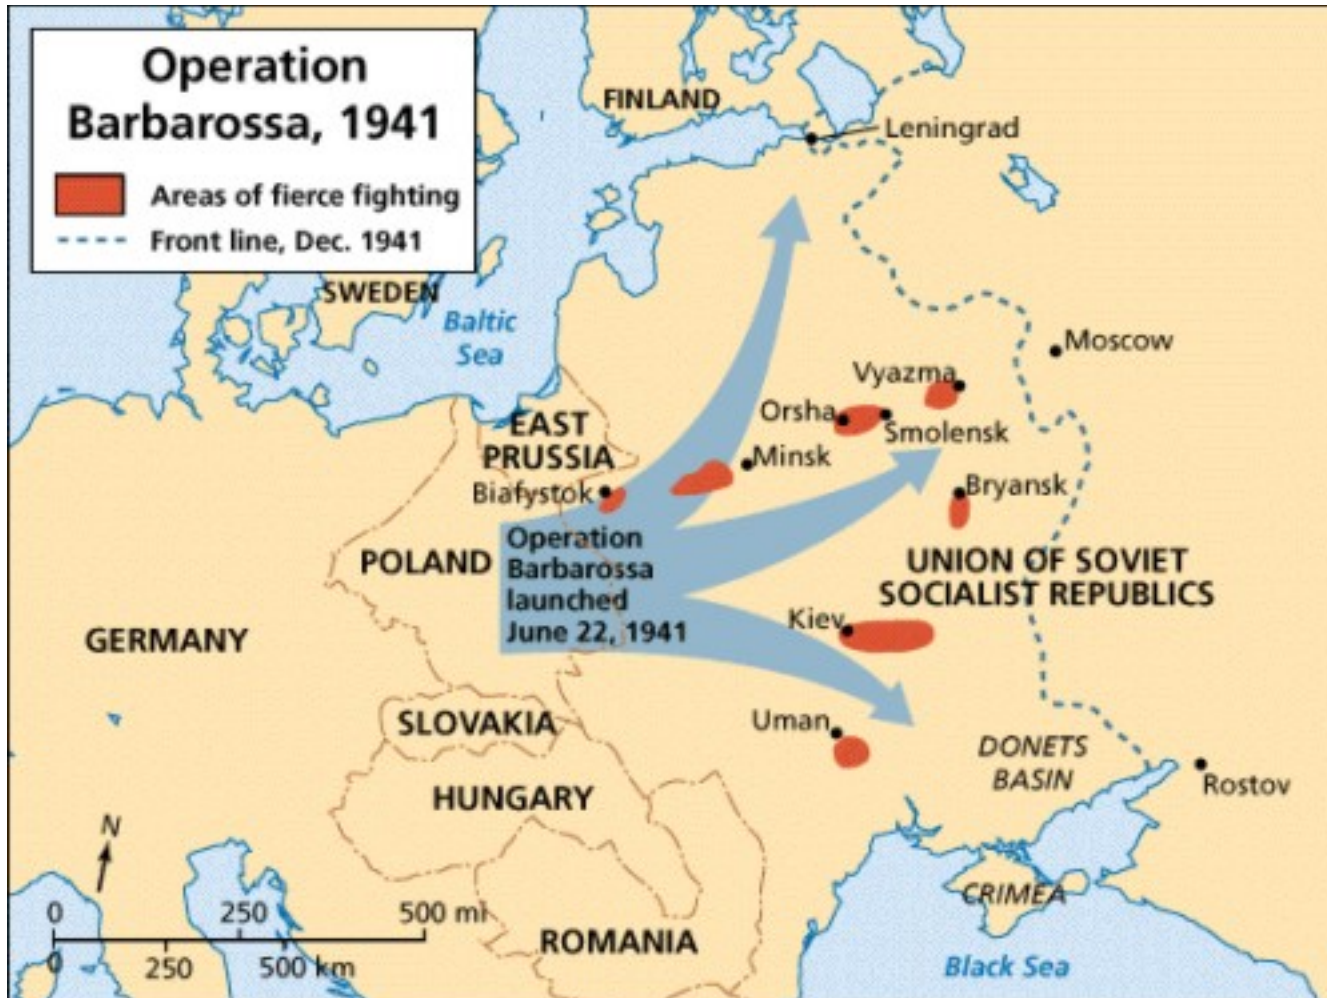 Operation
Barbarossa, 1941
Areas of fierce fighting
Front line, Dec. 1941
FINLAND
Leningrad
SWEDEN
Baltic
Sea
Moscow
Vyazma
Orsha
Smolensk
EAST
PRUSSIA
Minsk
Biafystok
Bryansk
POLAND
Operation
Barbarossa
launched
June 22, 1941
UNION OF SOVIET
SOCIALIST REPUBLICS
Kiev
GERMANY
SLOVAKIA
Uman
DONETS
BASIN
Rostov
HUNGARY
N
CRIMEA
0 250 500 mi
0 250 500 km
ROMANIA
Black Sea